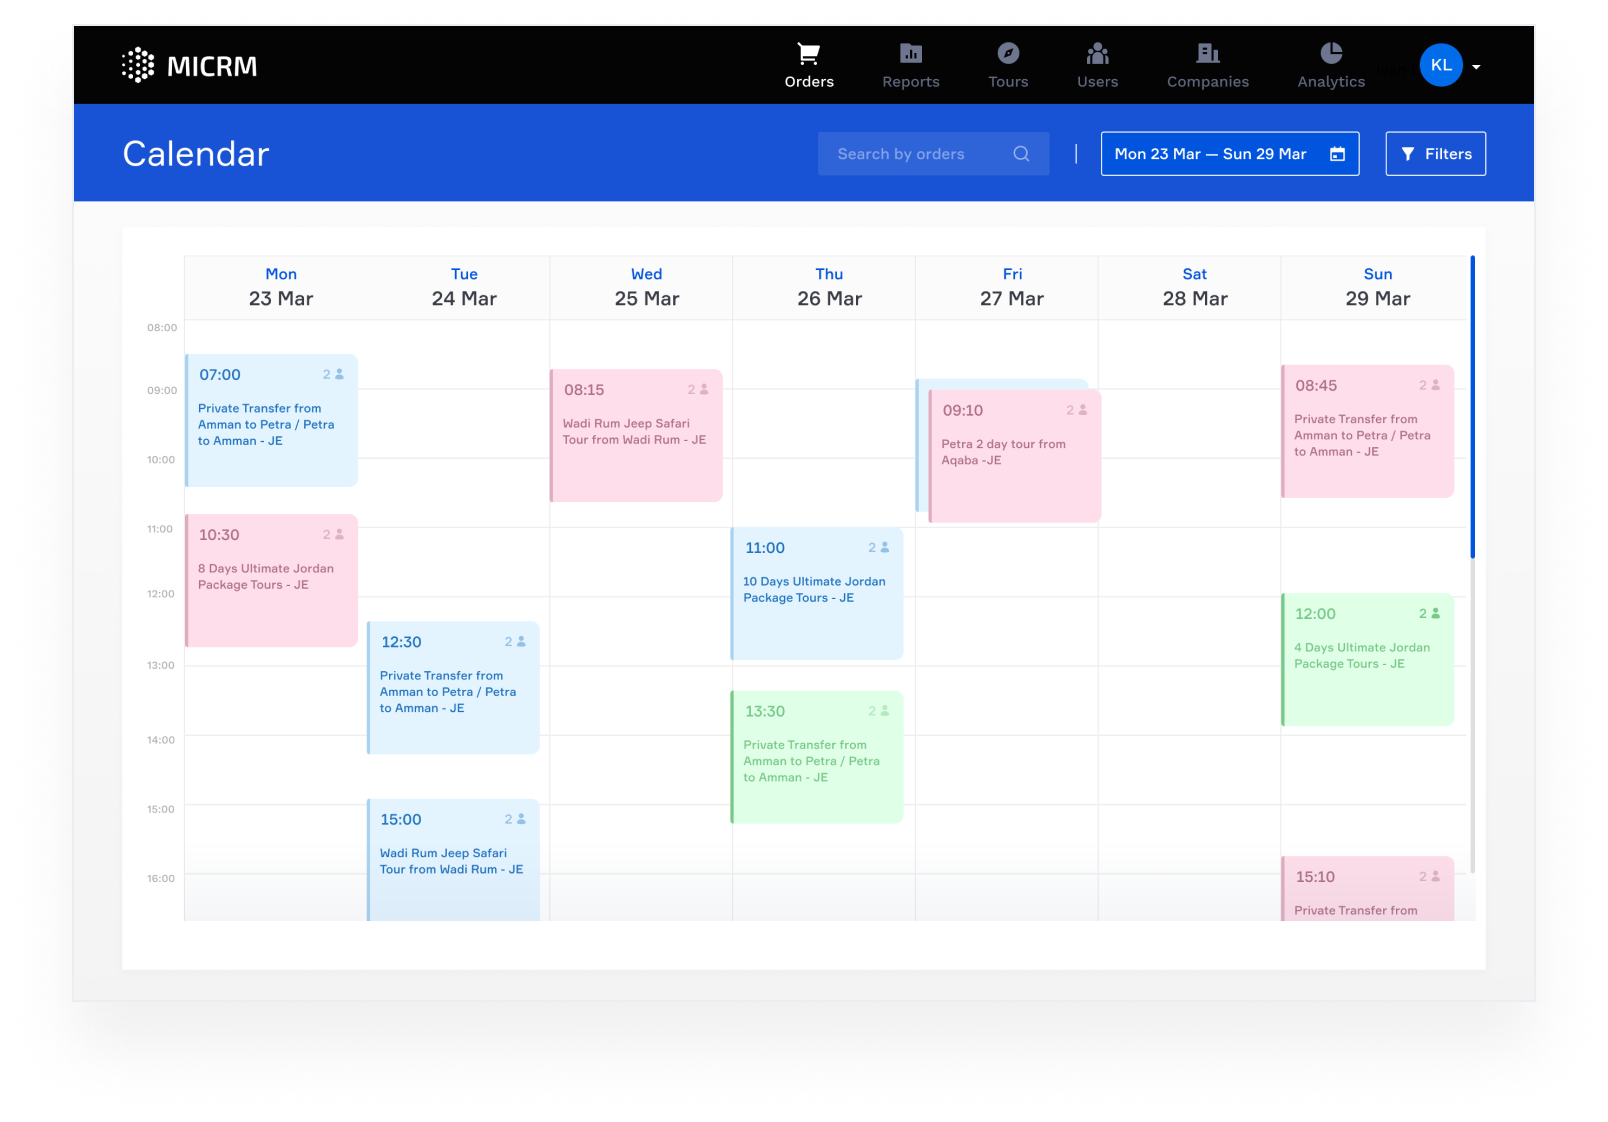 MICRM
Orders
Reports
Tours
Users
Companies
Analytics
KL
Calendar
Search by orders
Mon 23 Mar — Sun 29 Mar
Filters
Mon
23 Mar
Tue
24 Mar
Wed
25 Mar
Thu
26 Mar
Fri
27 Mar
Sat
28 Mar
Sun
29 Mar
08:00
09:00
10:00
11:00
12:00
13:00
14:00
15:00
16:00
07:00 2
Private Transfer from
Amman to Petra / Petra
to Amman - JE
10:30 2
8 Days Ultimate Jordan
Package Tours - JE
12:30 2
Private Transfer from
Amman to Petra / Petra
to Amman - JE
15:00 2
Wadi Rum Jeep Safari
Tour from Wadi Rum - JE
08:15 2
Wadi Rum Jeep Safari
Tour from Wadi Rum - JE
11:00 2
10 Days Ultimate Jordan
Package Tours - JE
13:30 2
Private Transfer from
Amman to Petra / Petra
to Amman - JE
09:10 2
Petra 2 day tour from
Aqaba -JE
08:45 2
Private Transfer from
Amman to Petra / Petra
to Amman - JE
12:00 2
4 Days Ultimate Jordan
Package Tours - JE
15:10 2
Private Transfer from